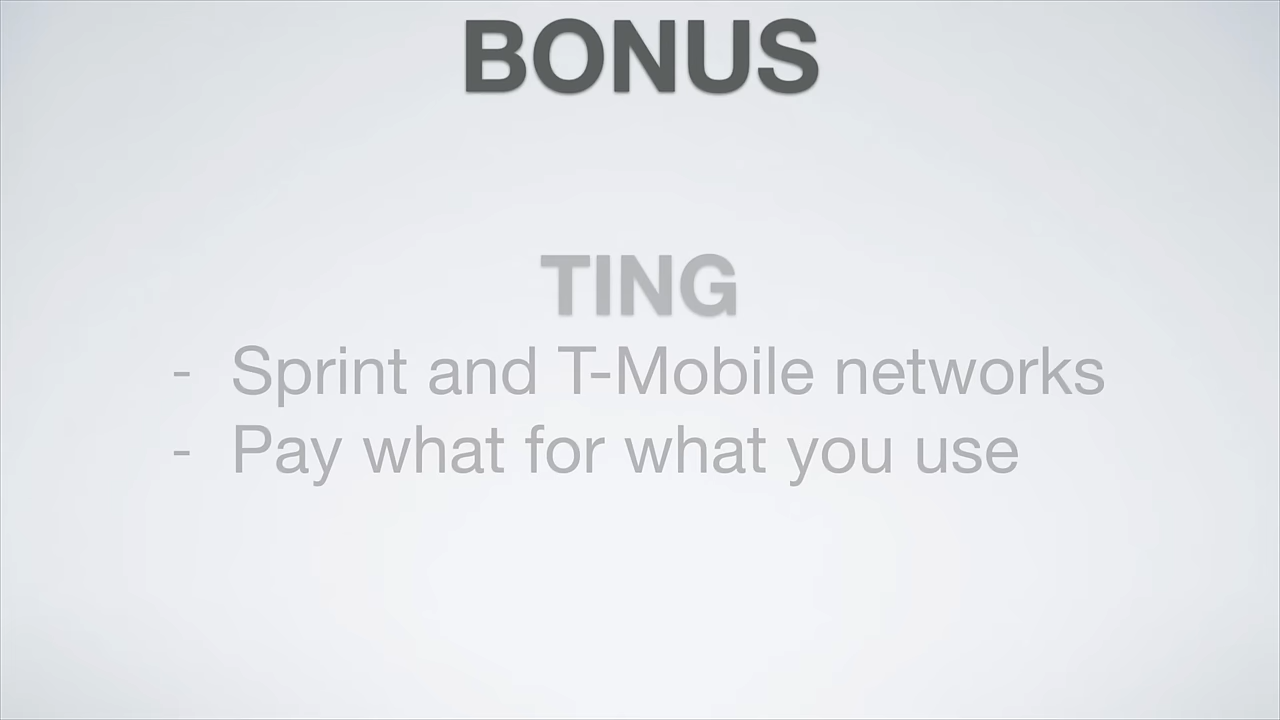 BONUS
TING
- Sprint and T-Mobile networks
- Pay what for what you use